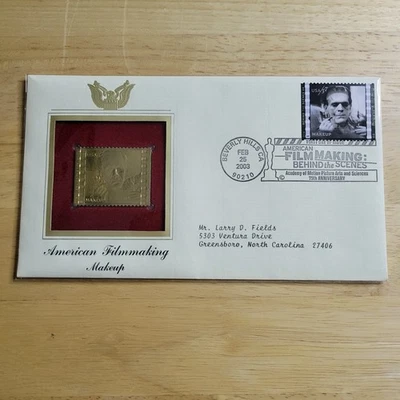 USA 37
MAKEUP
BEVERLY HILLS CA
FEB
25
2003
90210
AMERICAN
FILMMAKING:
BEHIND THE SCENES
Academy of Motion Picture Arts and Sciences
75th ANNIVERSARY
MAKEUP
American Filmmaking
Makeup
Mr. Larry D. Fields
5303 Ventura Drive
Greensboro, North Carolina 27406